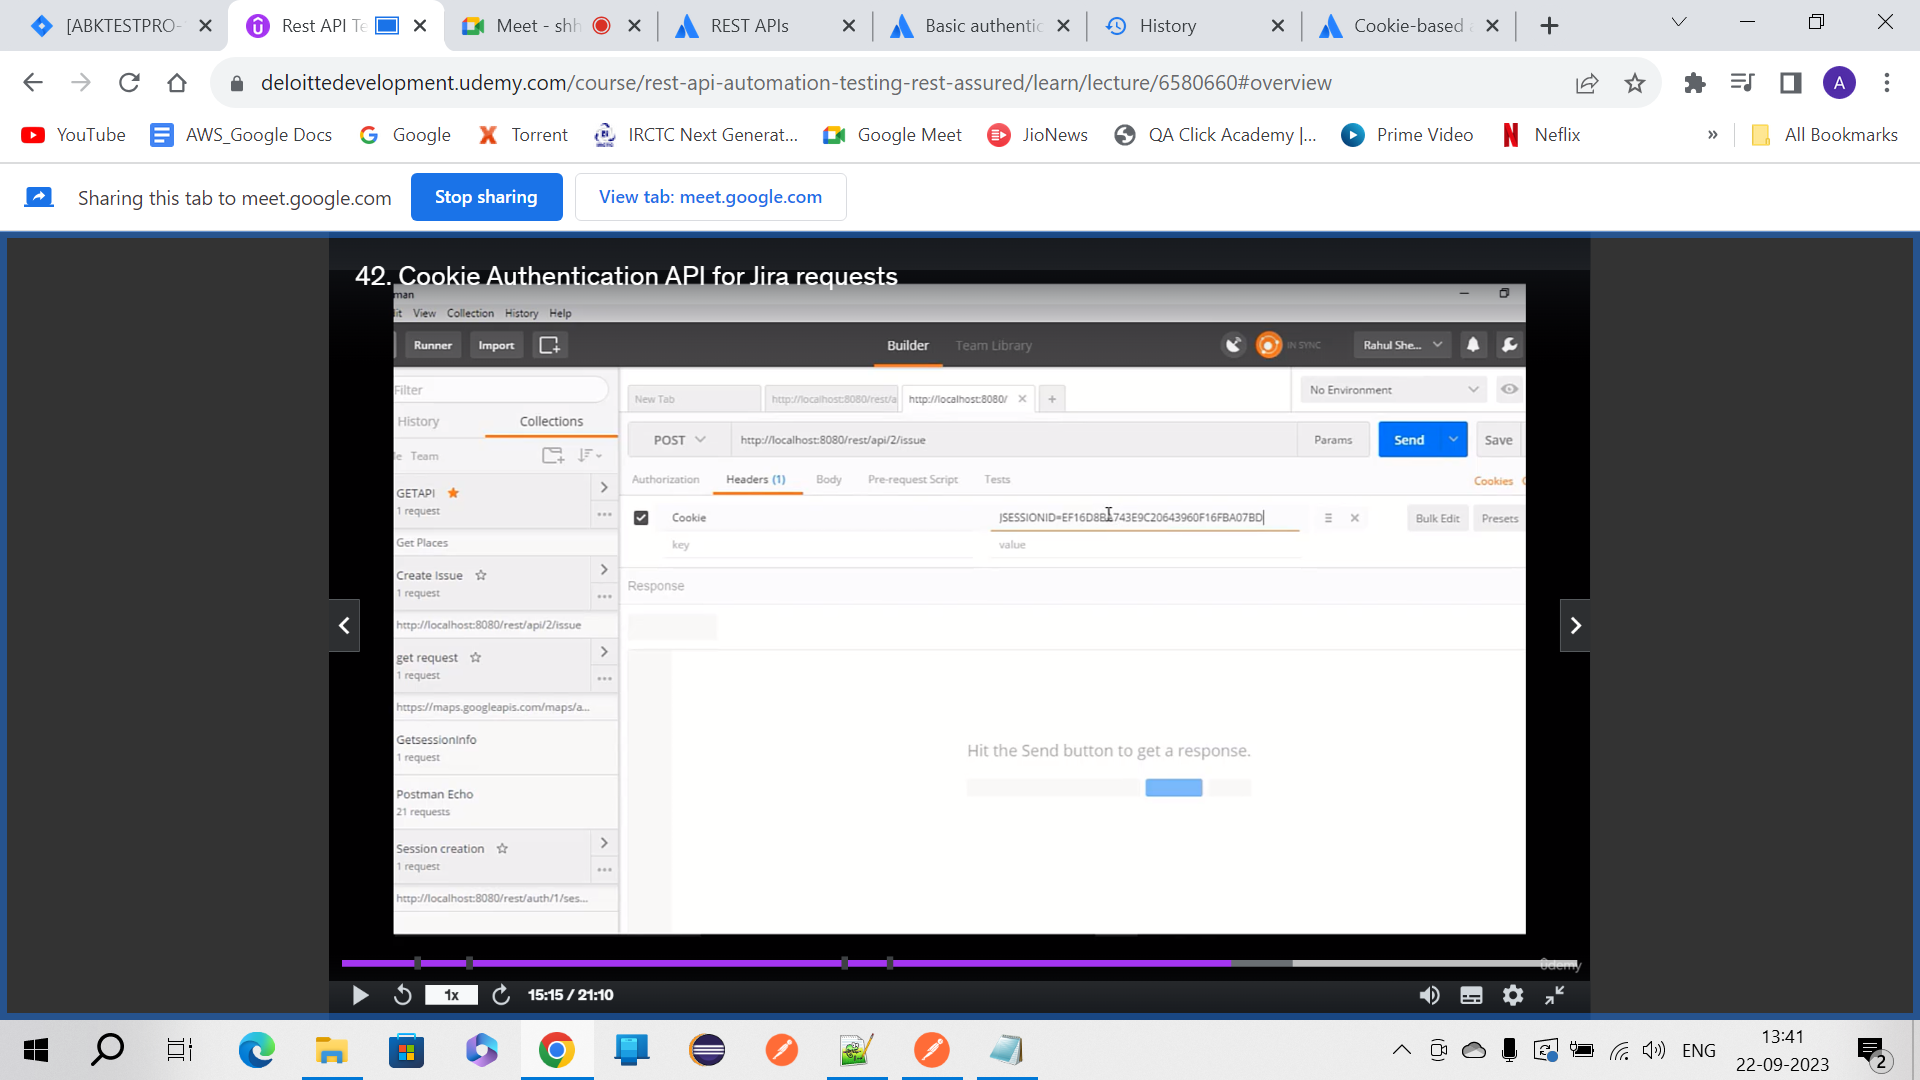 [ABKTESTPRO-
Rest API Te
Meet - shh
REST APIs
Basic authentic
History
Cookie-based a
deloittedevelopment.udemy.com/course/rest-api-automation-testing-rest-assured/learn/lecture/6580660#overview
A
YouTube
AWS_Google Docs
Google
Torrent
IRCTC Next Generat...
Google Meet
JioNews
QA Click Academy |...
Prime Video
Neflix
»
All Bookmarks
Sharing this tab to meet.google.com
Stop sharing
View tab: meet.google.com
42. Cookie Authentication API for Jira requests
man
it View Collection History Help
Runner
Import
Builder
Team Library
IN SYNC
Rahul She...
Filter
New Tab
http://localhost:8080/rest/a
http://localhost:8080/
No Environment
History
Collections
POST
http://localhost:8080/rest/api/2/issue
Params
Send
Save
Team
Authorization
Headers (1)
Body
Pre-request Script
Tests
Cookies
GETAPI
1 request
Cookie
Bulk Edit
Presets
key
value
Get Places
Response
Create Issue
1 request
http://localhost:8080/rest/api/2/issue
get request
1 request
https://maps.googleapis.com/maps/a...
GetsessionInfo
1 request
Hit the Send button to get a response.
Postman Echo
21 requests
Session creation
1 request
http://localhost:8080/rest/auth/1/ses...
ûdemy
1x
15:15 / 21:10
ENG
13:41
22-09-2023
2